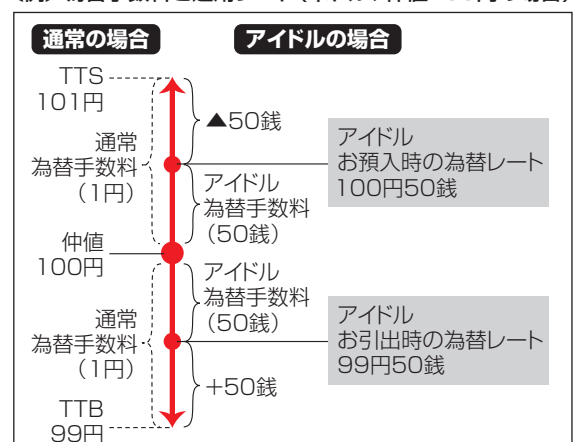 通常の場合
アイドルの場合
TTS
101円
▲50銭
通常
為替手数料
(1円)
アイドル
お預入時の為替レート
100円50銭
アイドル
為替手数料
(50銭)
仲値
100円
アイドル
為替手数料
(50銭)
通常
為替手数料
(1円)
アイドル
お引出時の為替レート
99円50銭
+50銭
TTB
99円